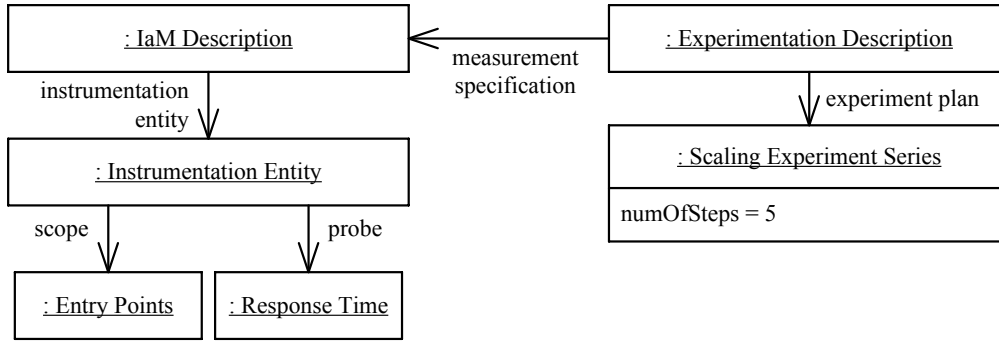 : IaM Description
: Experimentation Description
measurement
specification
instrumentation
entity
experiment plan
: Instrumentation Entity
: Scaling Experiment Series
numOfSteps = 5
scope
probe
: Entry Points
: Response Time